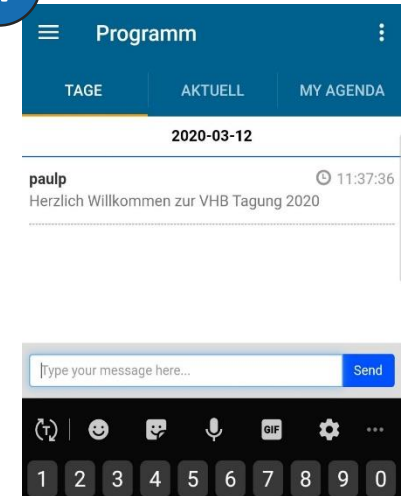 Programm
TAGE AKTUELL MY AGENDA
2020-03-12
paulp 11:37:36
Herzlich Willkommen zur VHB Tagung 2020
Type your message here... Send
T GIF
1 2 3 4 5 6 7 8 9 0